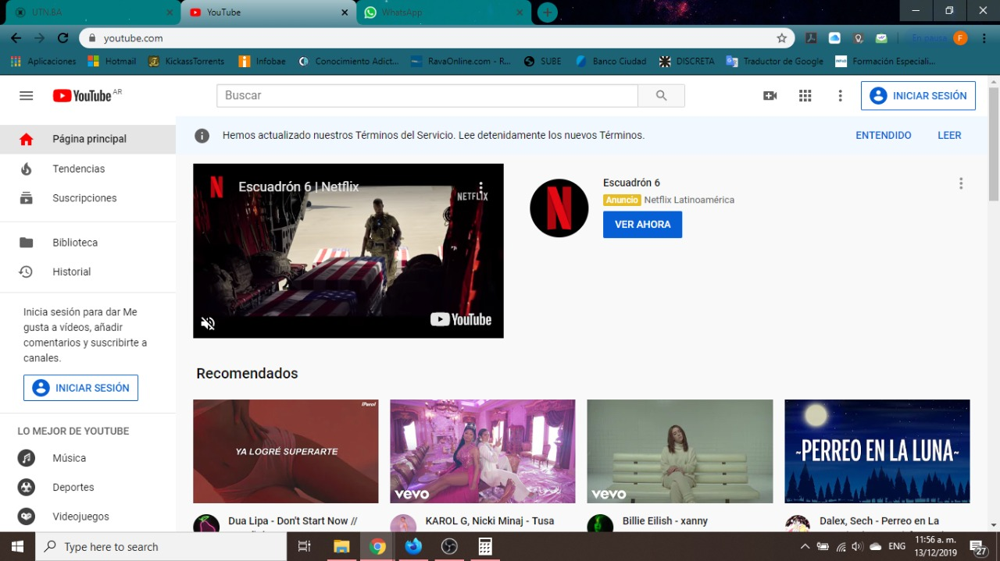 UTN.BA
YouTube
WhatsApp
youtube.com
En pausa
F
Aplicaciones
Hotmail
KickassTorrents
Infobae
Conocimiento Adict...
RavaOnline.com - R...
SUBE
Banco Ciudad
DISCRETA
Traductor de Google
Formación Especiali...
YouTube AR
Buscar
INICIAR SESIÓN
Página principal
Tendencias
Suscripciones
Biblioteca
Historial
Inicia sesión para dar Me
gusta a vídeos, añadir
comentarios y suscribirte a
canales.
INICIAR SESIÓN
LO MEJOR DE YOUTUBE
Música
Deportes
Videojuegos
Hemos actualizado nuestros Términos del Servicio. Lee detenidamente los nuevos Términos.
ENTENDIDO
LEER
Escuadrón 6 | Netflix
NETFLIX
YouTube
Escuadrón 6
Anuncio Netflix Latinoamérica
VER AHORA
Recomendados
YA LOGRÉ SUPERARTE
vevo
vevo
~PERREO EN LA LUNA~
Dua Lipa - Don't Start Now //
KAROL G, Nicki Minaj - Tusa
Billie Eilish - xanny
Dalex, Sech - Perreo en La
Type here to search
ENG
11:56 a. m.
13/12/2019
27